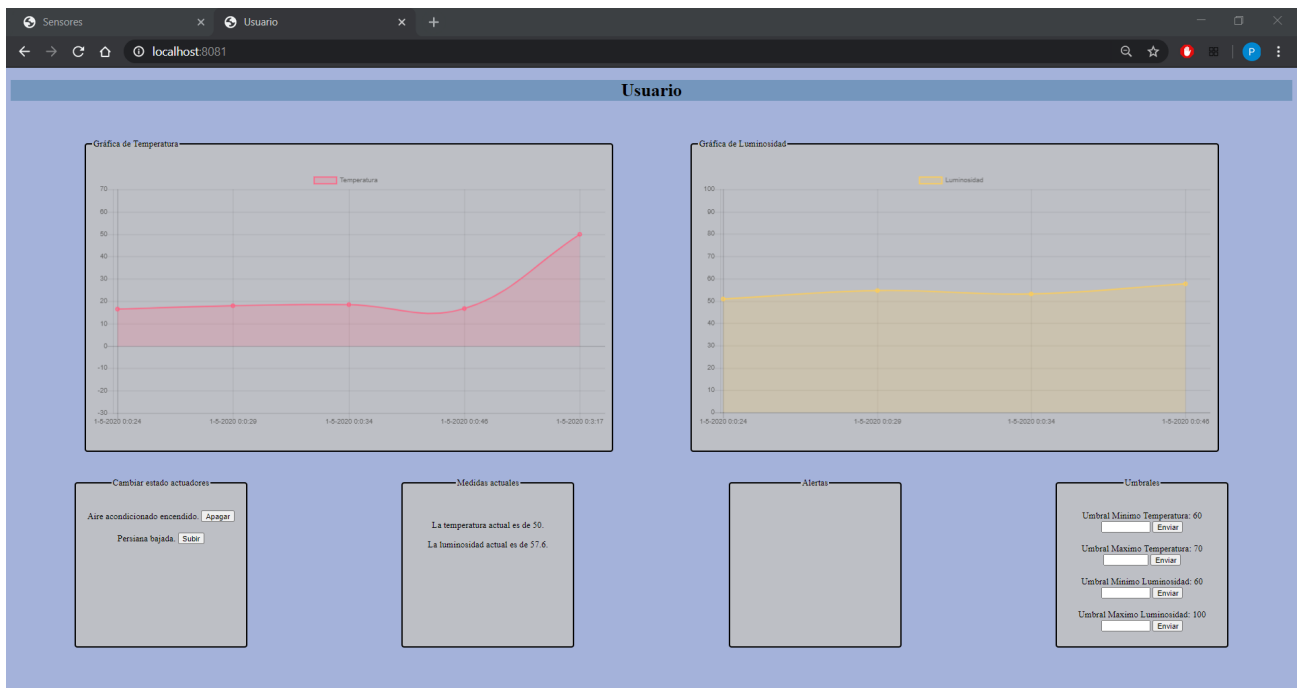 Sensores
Usuario
localhost:8081
P
Usuario
Gráfica de Temperatura
Temperatura
70
60
50
40
30
20
10
0
-10
-20
-30
1-5-2020 0:0:24
1-5-2020 0:0:29
1-5-2020 0:0:34
1-5-2020 0:0:46
1-5-2020 0:3:17
Gráfica de Luminosidad
Luminosidad
100
90
80
70
60
50
40
30
20
10
0
1-5-2020 0:0:24
1-5-2020 0:0:29
1-5-2020 0:0:34
1-5-2020 0:0:46
Cambiar estado actuadores
Aire acondicionado encendido. Apagar
Persiana bajada. Subir
Medidas actuales
La temperatura actual es de 50.
La luminosidad actual es de 57.6.
Alertas
Umbrales
Umbral Minimo Temperatura: 60
Enviar
Umbral Maximo Temperatura: 70
Enviar
Umbral Minimo Luminosidad: 60
Enviar
Umbral Maximo Luminosidad: 100
Enviar